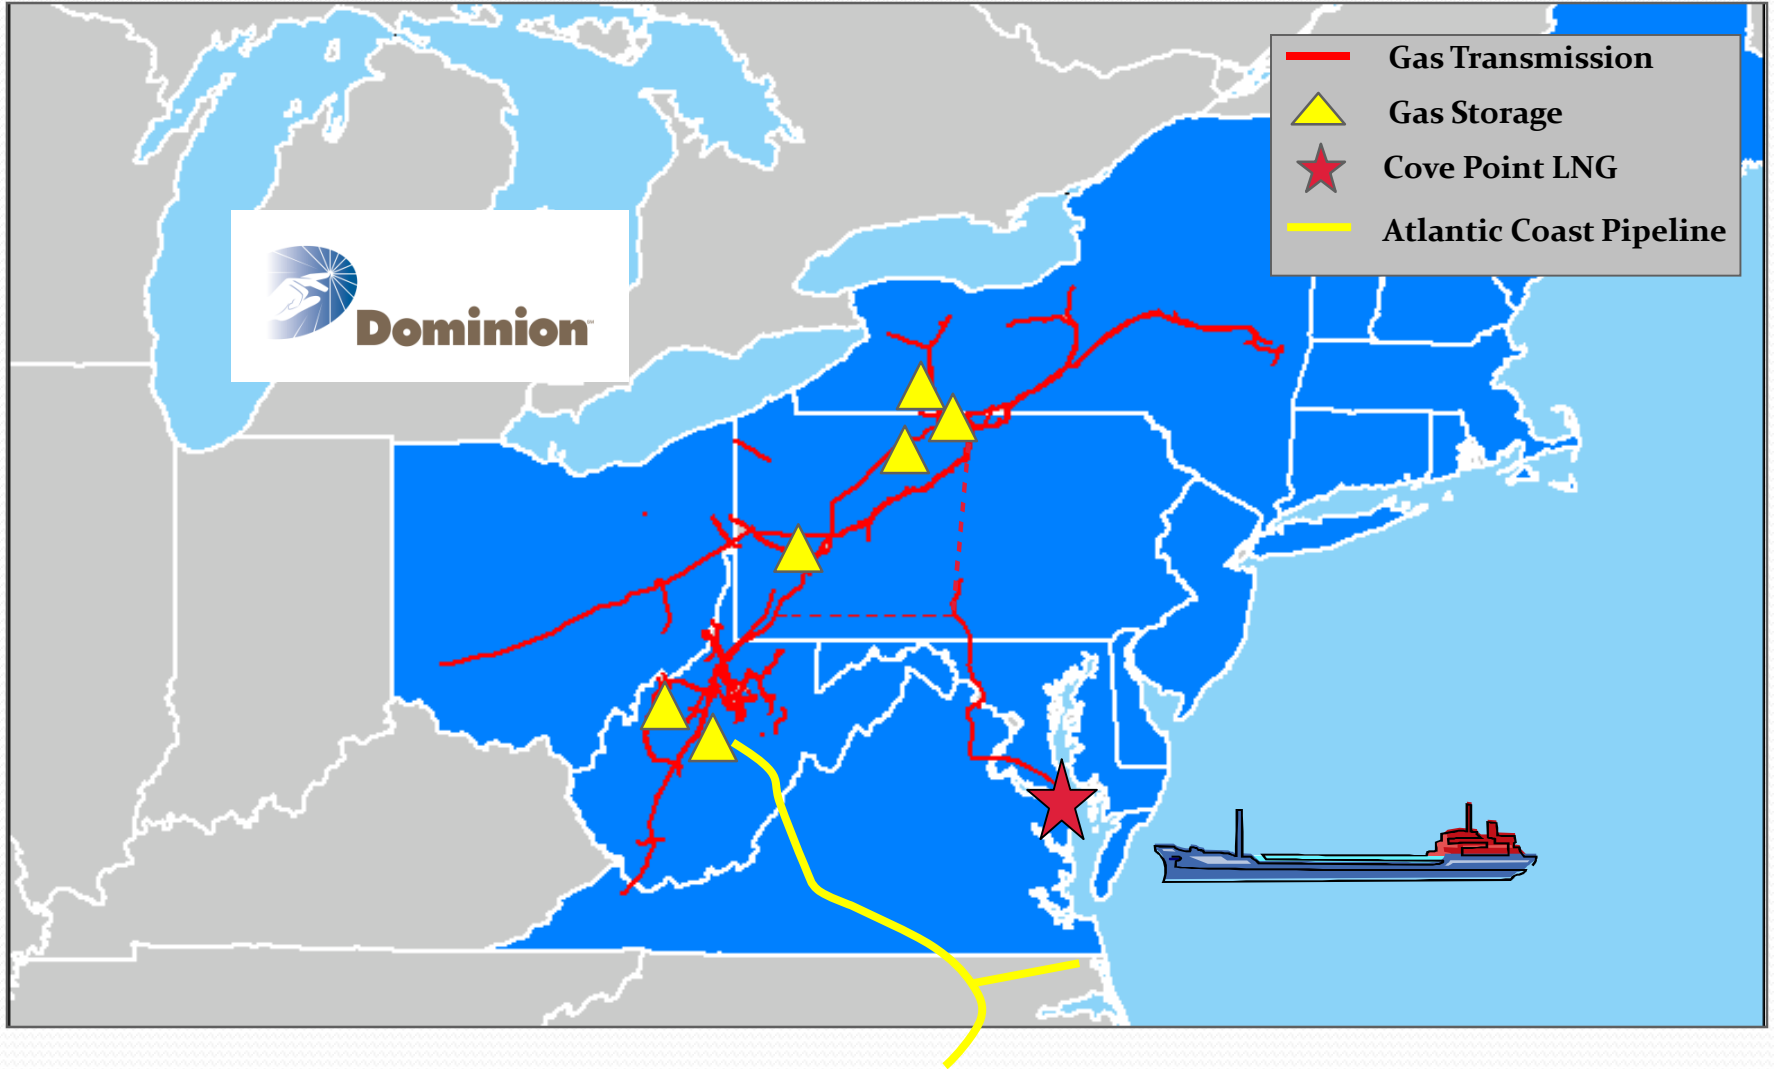 Gas Transmission
Gas Storage
Cove Point LNG
Atlantic Coast Pipeline
Dominion